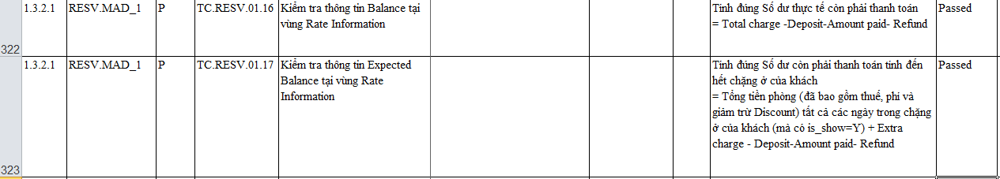 1.3.2.1 RESV.MAD_1 P TC.RESV.01.16 Kiểm tra thông tin Balance tại Tính đúng Số dư thực tế còn phải thanh toán Passed
vùng Rate Information = Total charge -Deposit-Amount paid- Refund
322
1.3.2.1 RESV.MAD_1 P TC.RESV.01.17 Kiểm tra thông tin Expected Tính đúng Số dư còn phải thanh toán tính đến Passed
Balance tại vùng Rate hết chặng ở của khách
Information = Tổng tiền phòng (đã bao gồm thuế, phí và
giảm trừ Discount) tất cả các ngày trong chặng
ở của khách (mà có is_show=Y) + Extra
charge - Deposit-Amount paid- Refund
323